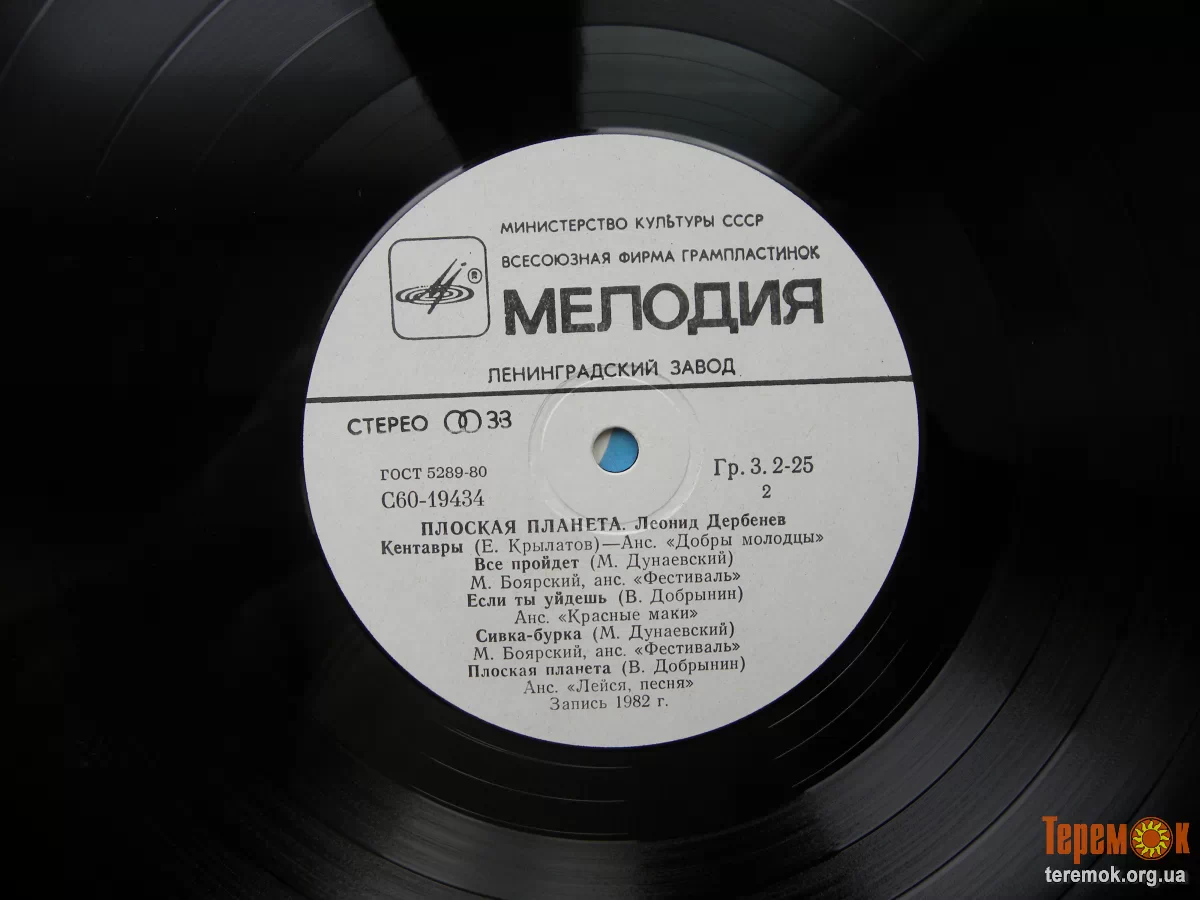 МИНИСТЕРСТВО КУЛЬТУРЫ СССР
ВСЕСОЮЗНАЯ ФИРМА ГРАМПЛАСТИНОК
®
МЕЛОДИЯ
ЛЕНИНГРАДСКИЙ ЗАВОД
СТЕРЕО 33
ГОСТ 5289-80
С60-19434
Гр. 3. 2-25
2
ПЛОСКАЯ ПЛАНЕТА. Леонид Дербенев
Кентавры (Е. Крылатов)—Анс. «Добры молодцы»
Все пройдет (М. Дунаевский)
М. Боярский, анс. «Фестиваль»
Если ты уйдешь (В. Добрынин)
Анс. «Красные маки»
Сивка-бурка (М. Дунаевский)
М. Боярский, анс. «Фестиваль»
Плоская планета (В. Добрынин)
Анс. «Лейся, песня»
Запись 1982 г.
Теремок
teremok.org.ua